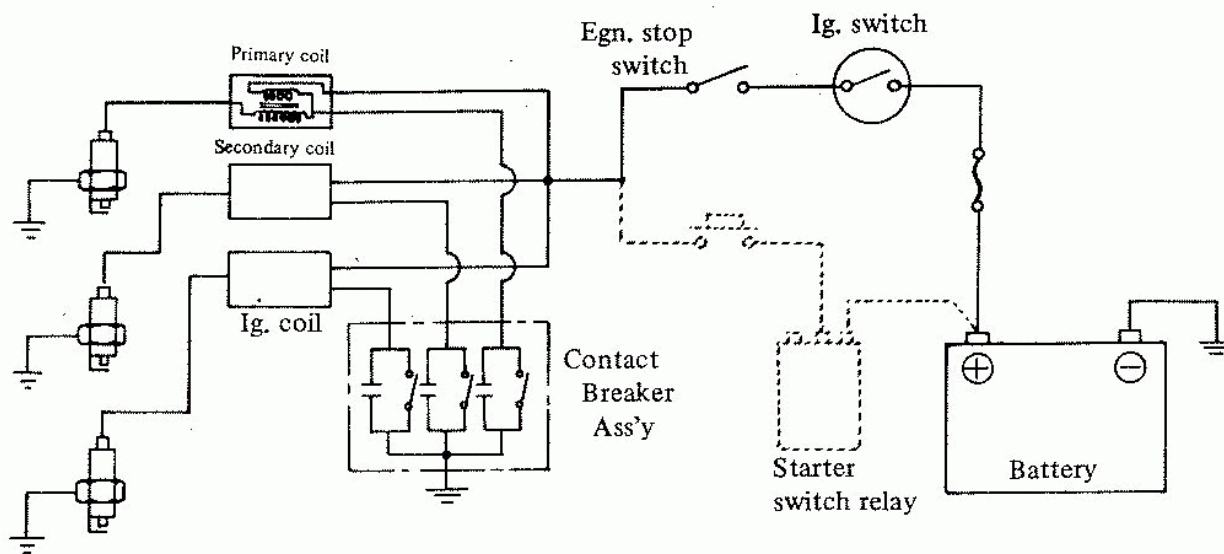 Primary coil
Egn. stop
switch
Ig. switch
Secondary coil
Ig. coil
Contact
Breaker
Ass'y
+
−
Starter
switch relay
Battery